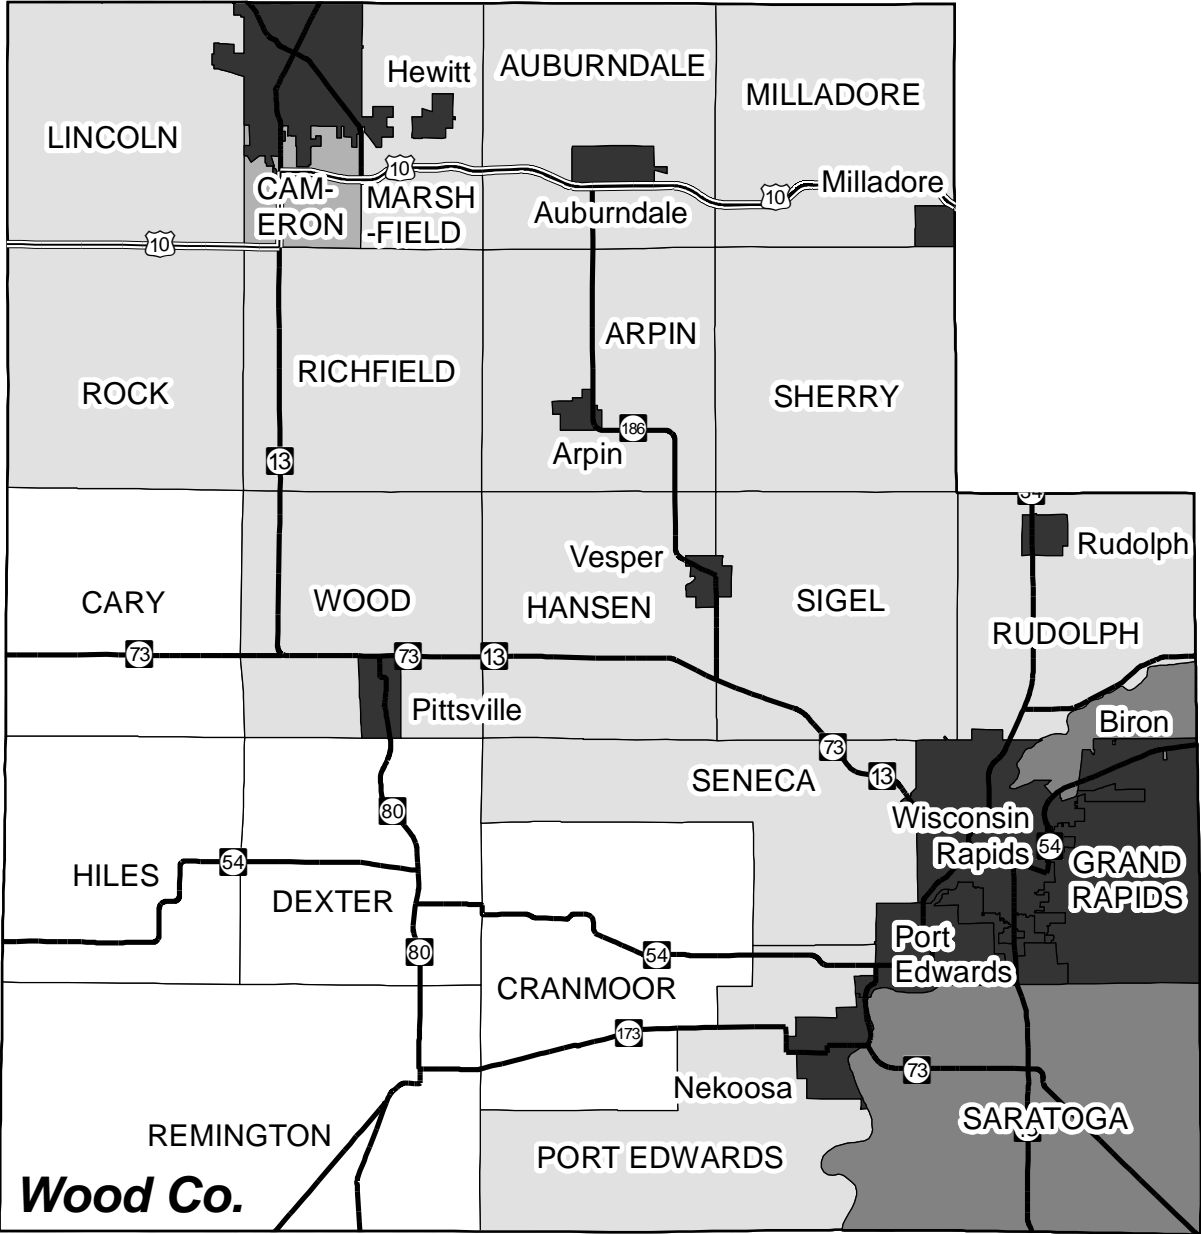 Hewitt
AUBURNDALE
MILLADORE
LINCOLN
10
Milladore
CAM-
ERON
MARSH
-FIELD
10
Auburndale
10
ARPIN
RICHFIELD
ROCK
SHERRY
186
Arpin
13
54
Rudolph
Vesper
CARY
WOOD
HANSEN
SIGEL
RUDOLPH
73
73
13
Pittsville
Biron
73
13
SENECA
80
Wisconsin
Rapids
54
GRAND
RAPIDS
54
HILES
DEXTER
Port
Edwards
80
54
CRANMOOR
173
73
Nekoosa
SARATOGA
REMINGTON
PORT EDWARDS
Wood Co.